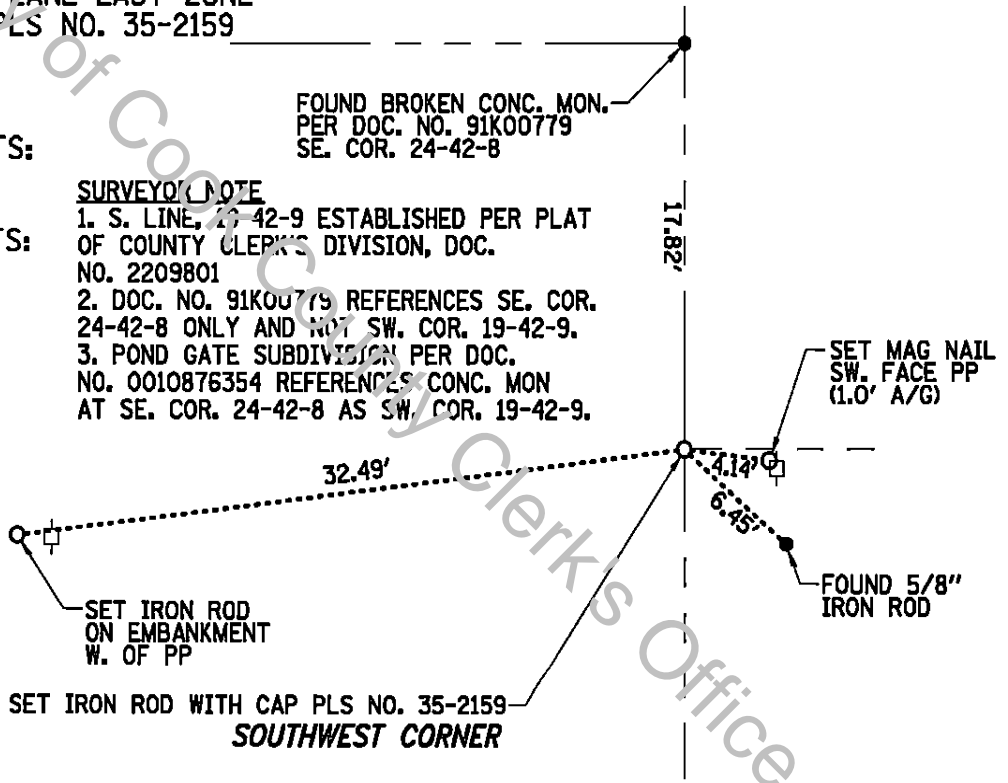 PLS NO. 35-2159
FOUND BROKEN CONC. MON.
PER DOC. NO. 91K00779
SE. COR. 24-42-8
TS:
SURVEYOR NOTE
1. S. LINE, 42-9 ESTABLISHED PER PLAT
TS:
OF COUNTY CLERK'S DIVISION, DOC.
NO. 2209801
2. DOC. NO. 91K00779 REFERENCES SE. COR.
24-42-8 ONLY AND NOT SW. COR. 19-42-9.
3. POND GATE SUBDIVISION PER DOC.
NO. 0010876354 REFERENCES CONC. MON
AT SE. COR. 24-42-8 AS SW. COR. 19-42-9.
17.82'
SET MAG NAIL
SW. FACE PP
(1.0' A/G)
32.49'
4.14'
6.45'
FOUND 5/8"
IRON ROD
SET IRON ROD
ON EMBANKMENT
W. OF PP
SET IRON ROD WITH CAP PLS NO. 35-2159
SOUTHWEST CORNER
of Cook County Clerk's Office